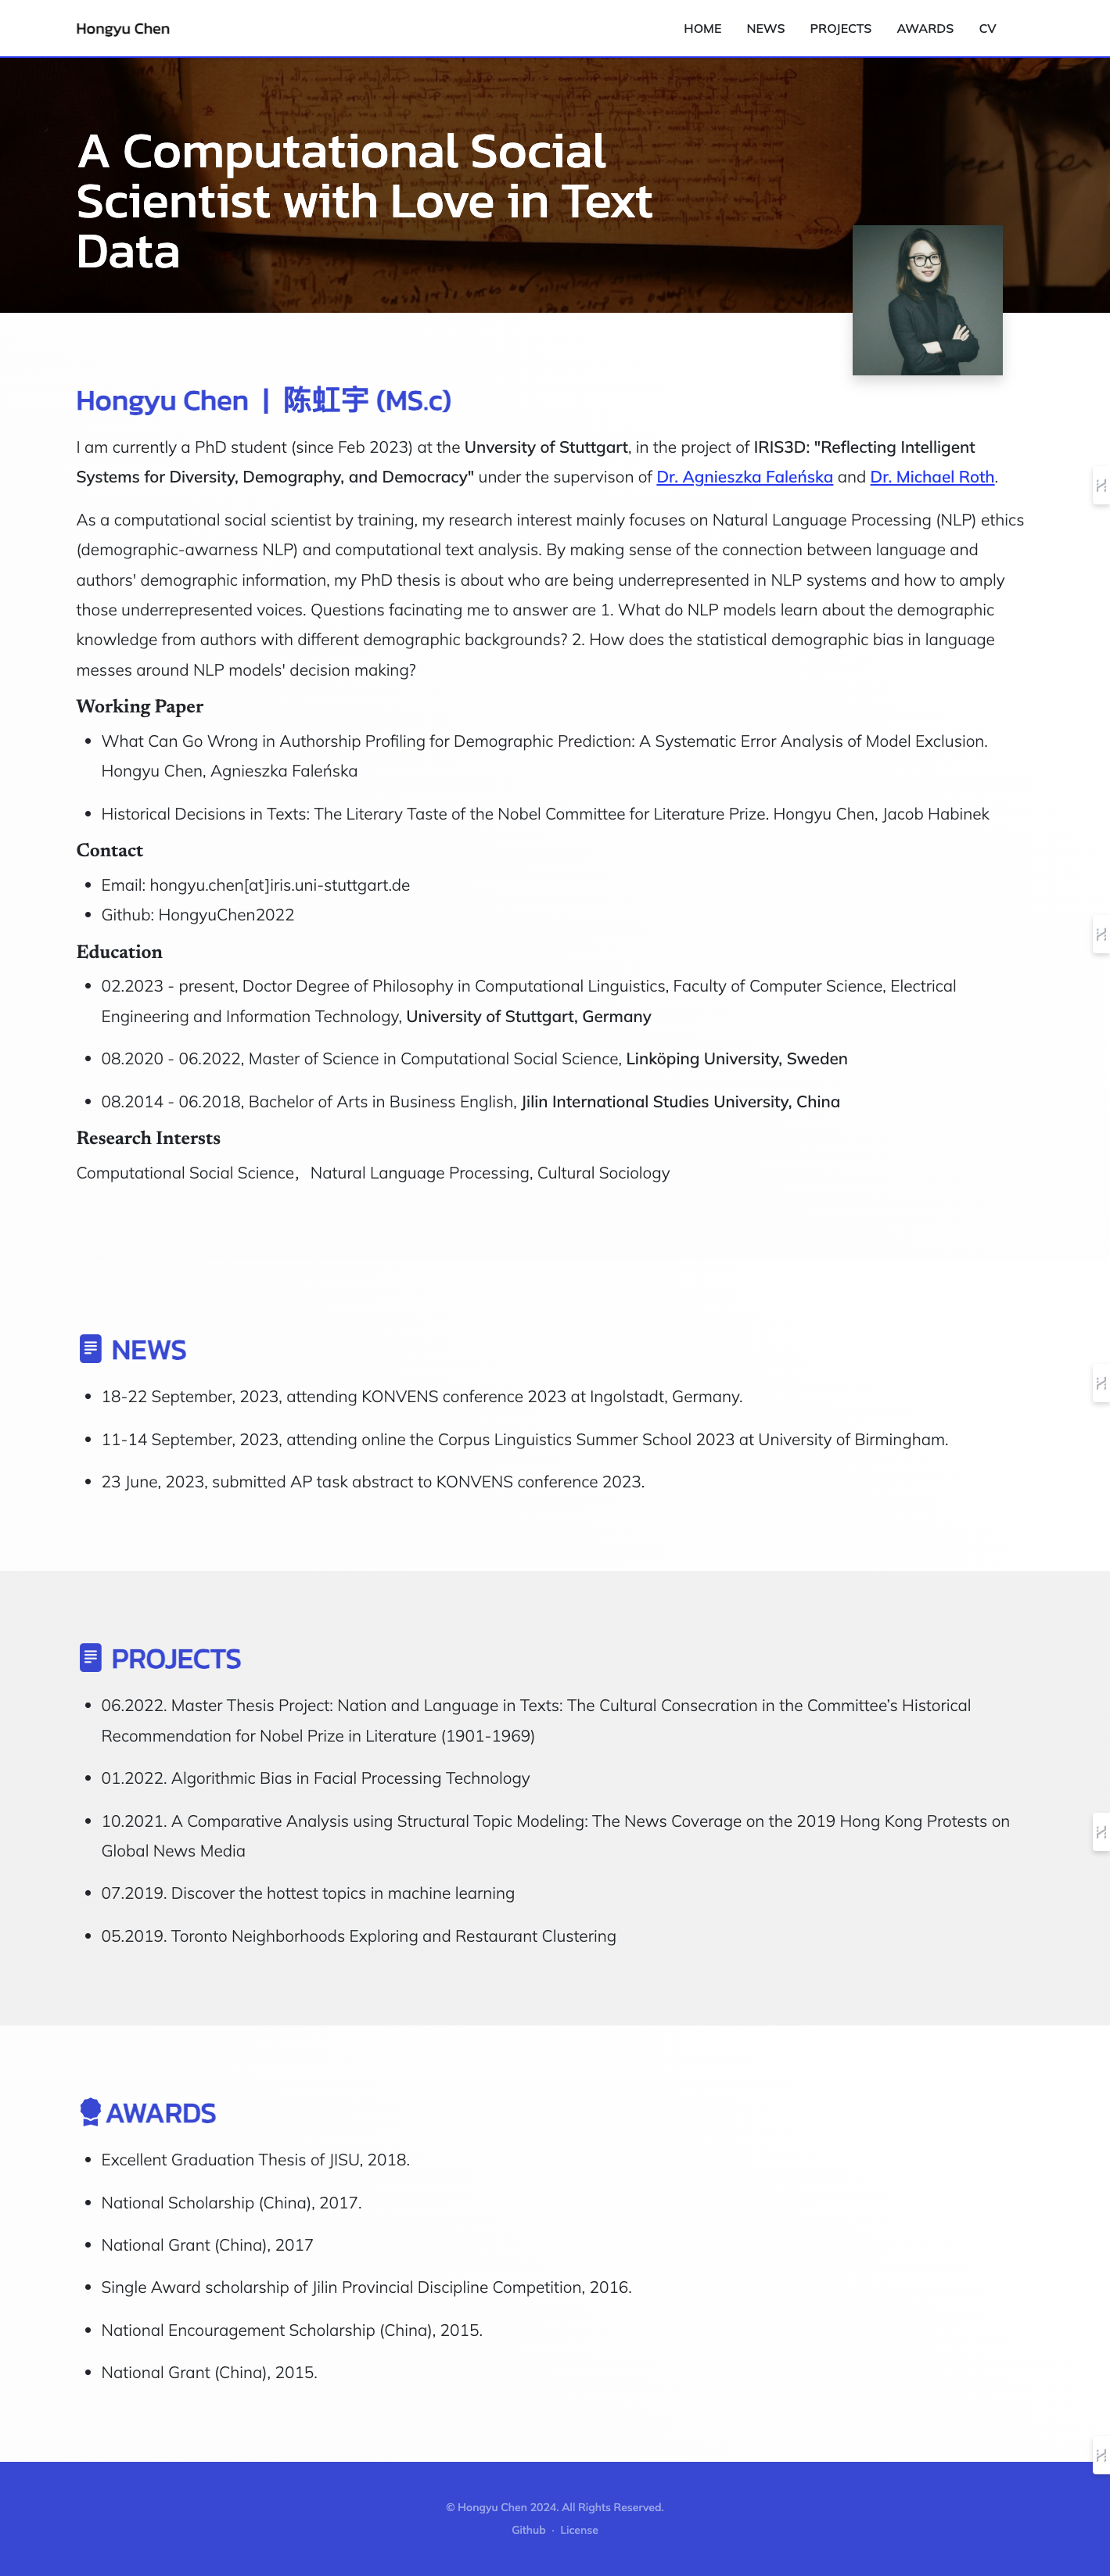 Hongyu Chen
HOME NEWS PROJECTS AWARDS CV
A Computational Social
Scientist with Love in Text
Data
Hongyu Chen | 陈虹宇 (MS.c)
I am currently a PhD student (since Feb 2023) at the Unversity of Stuttgart, in the project of IRIS3D: "Reflecting Intelligent
Systems for Diversity, Demography, and Democracy" under the supervison of Dr. Agnieszka Faleńska and Dr. Michael Roth.
As a computational social scientist by training, my research interest mainly focuses on Natural Language Processing (NLP) ethics
(demographic-awarness NLP) and computational text analysis. By making sense of the connection between language and
authors' demographic information, my PhD thesis is about who are being underrepresented in NLP systems and how to amply
those underrepresented voices. Questions facinating me to answer are 1. What do NLP models learn about the demographic
knowledge from authors with different demographic backgrounds? 2. How does the statistical demographic bias in language
messes around NLP models' decision making?
Working Paper
• What Can Go Wrong in Authorship Profiling for Demographic Prediction: A Systematic Error Analysis of Model Exclusion.
Hongyu Chen, Agnieszka Faleńska
• Historical Decisions in Texts: The Literary Taste of the Nobel Committee for Literature Prize. Hongyu Chen, Jacob Habinek
Contact
• Email: hongyu.chen[at]iris.uni-stuttgart.de
• Github: HongyuChen2022
Education
• 02.2023 - present, Doctor Degree of Philosophy in Computational Linguistics, Faculty of Computer Science, Electrical
Engineering and Information Technology, University of Stuttgart, Germany
• 08.2020 - 06.2022, Master of Science in Computational Social Science, Linköping University, Sweden
• 08.2014 - 06.2018, Bachelor of Arts in Business English, Jilin International Studies University, China
Research Intersts
Computational Social Science，Natural Language Processing, Cultural Sociology
NEWS
• 18-22 September, 2023, attending KONVENS conference 2023 at Ingolstadt, Germany.
• 11-14 September, 2023, attending online the Corpus Linguistics Summer School 2023 at University of Birmingham.
• 23 June, 2023, submitted AP task abstract to KONVENS conference 2023.
PROJECTS
• 06.2022. Master Thesis Project: Nation and Language in Texts: The Cultural Consecration in the Committee’s Historical
Recommendation for Nobel Prize in Literature (1901-1969)
• 01.2022. Algorithmic Bias in Facial Processing Technology
• 10.2021. A Comparative Analysis using Structural Topic Modeling: The News Coverage on the 2019 Hong Kong Protests on
Global News Media
• 07.2019. Discover the hottest topics in machine learning
• 05.2019. Toronto Neighborhoods Exploring and Restaurant Clustering
AWARDS
• Excellent Graduation Thesis of JISU, 2018.
• National Scholarship (China), 2017.
• National Grant (China), 2017
• Single Award scholarship of Jilin Provincial Discipline Competition, 2016.
• National Encouragement Scholarship (China), 2015.
• National Grant (China), 2015.
© Hongyu Chen 2024. All Rights Reserved.
Github · License